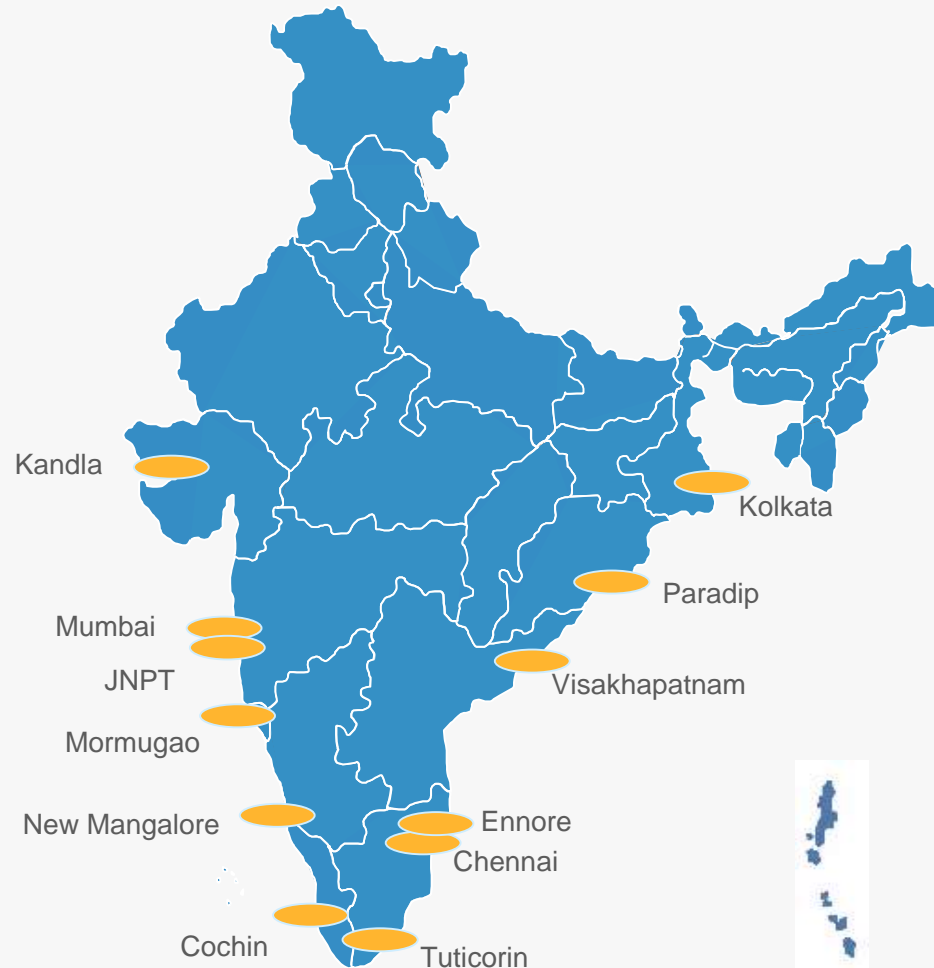 Kandla
Kolkata
Paradip
Mumbai
JNPT
Visakhapatnam
Mormugao
New Mangalore
Ennore
Chennai
Cochin
Tuticorin